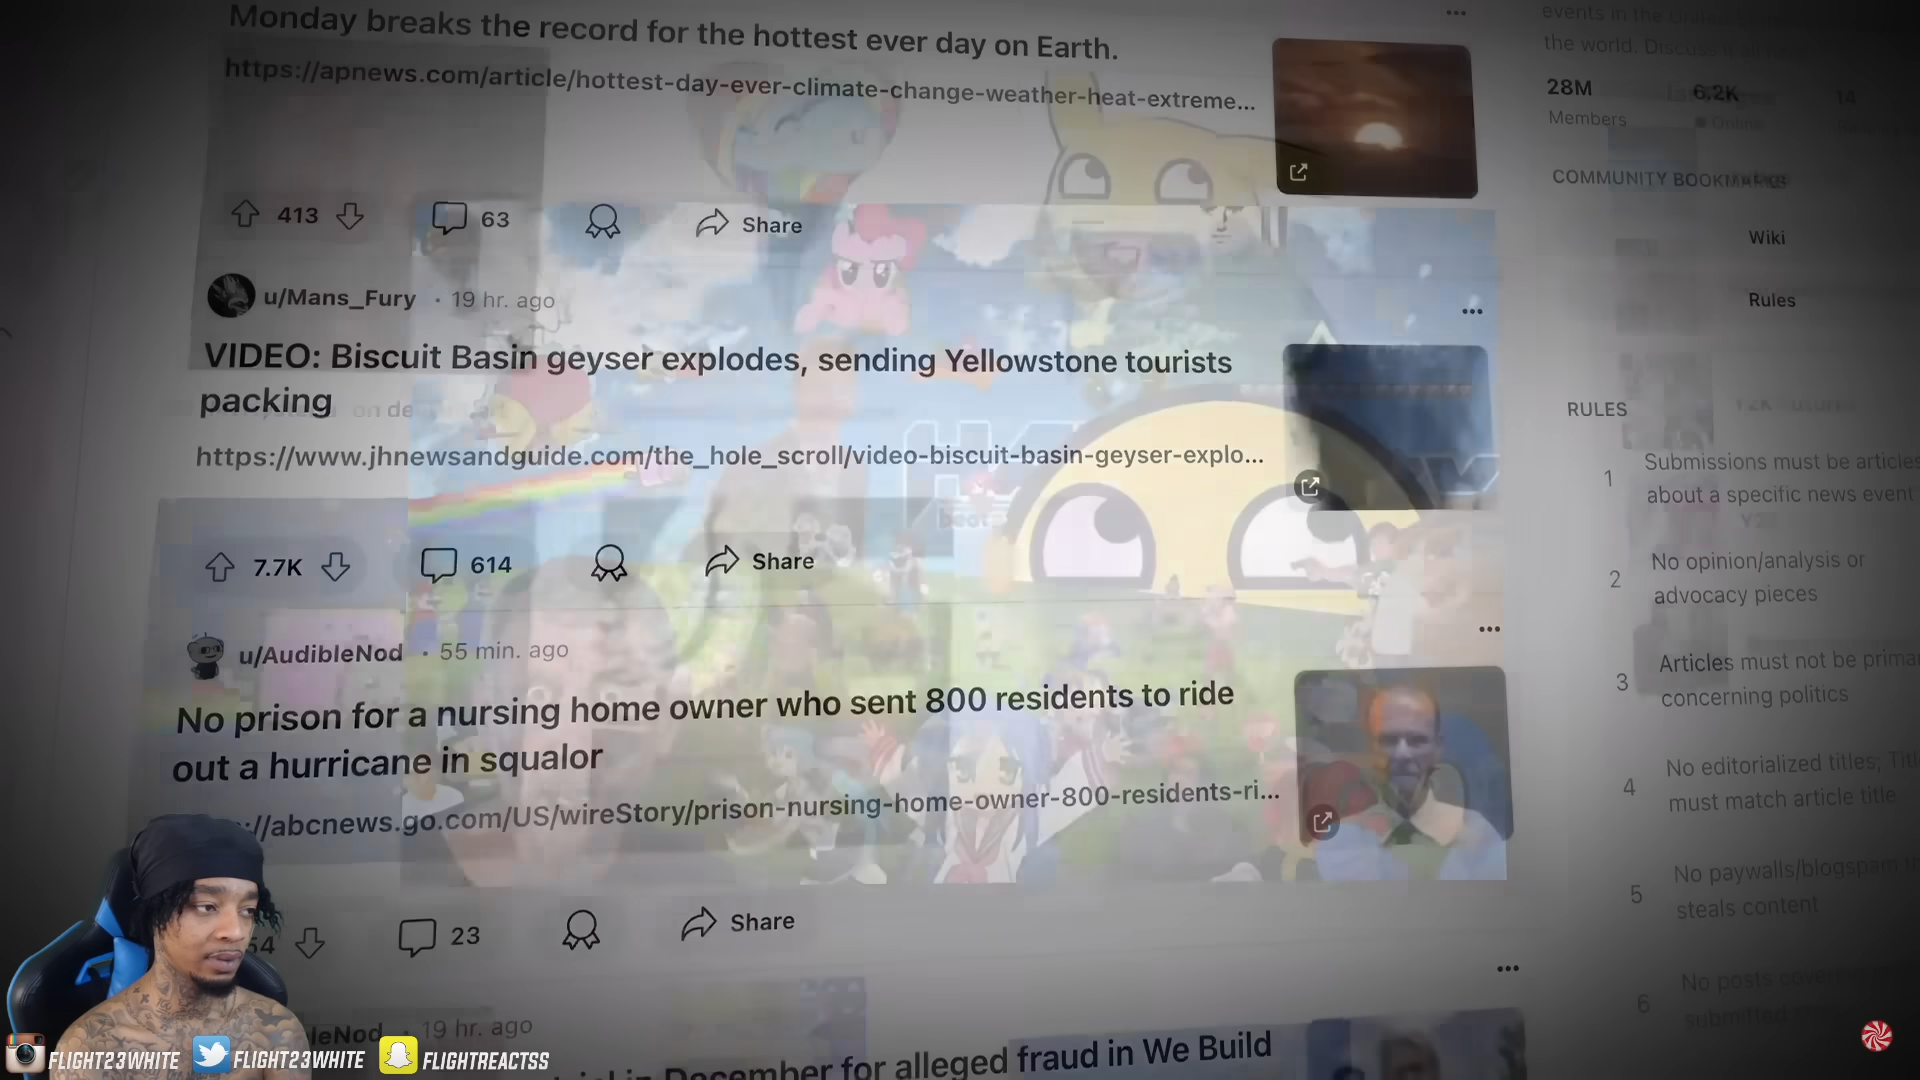 Monday breaks the record for the hottest ever day on Earth.
https://apnews.com/article/hottest-day-ever-climate-change-weather-heat-extreme...
413
63
Share
u/Mans_Fury · 19 hr. ago
VIDEO: Biscuit Basin geyser explodes, sending Yellowstone tourists
packing
https://www.jhnewsandguide.com/the_hole_scroll/video-biscuit-basin-geyser-explo...
7.7K
614
Share
u/AudibleNod · 55 min. ago
No prison for a nursing home owner who sent 800 residents to ride
out a hurricane in squalor
://abcnews.go.com/US/wireStory/prison-nursing-home-owner-800-residents-ri...
54
23
Share
leNod · 19 hr. ago
in December for alleged fraud in We Build
events in the United
the world.
28M
6.2K
14
Members
Online
COMMUNITY BOOKMARKS
Wiki
Rules
RULES
1
Submissions must be articles
about a specific news event
2
No opinion/analysis or
advocacy pieces
3
Articles must not be prima
concerning politics
4
No editorialized titles; Titl
must match article title
5
No paywalls/blogspam th
steals content
6
No posts
FLIGHT23WHITE
FLIGHT23WHITE
FLIGHTREACTSS